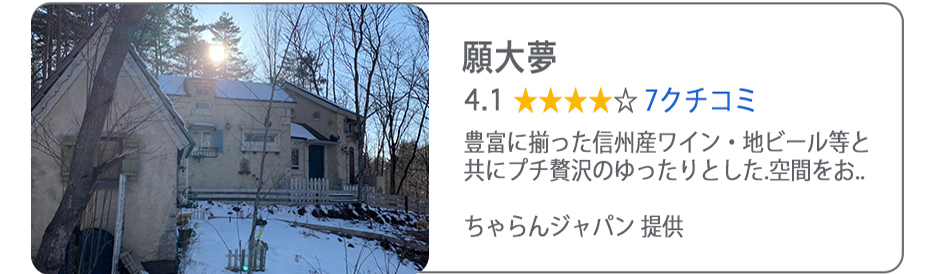 願大夢
4.1 ★★★★☆ 7クチコミ
豊富に揃った信州産ワイン・地ビール等と
共にプチ贅沢のゆったりとした.空間をお..
ちゃらんジャパン 提供